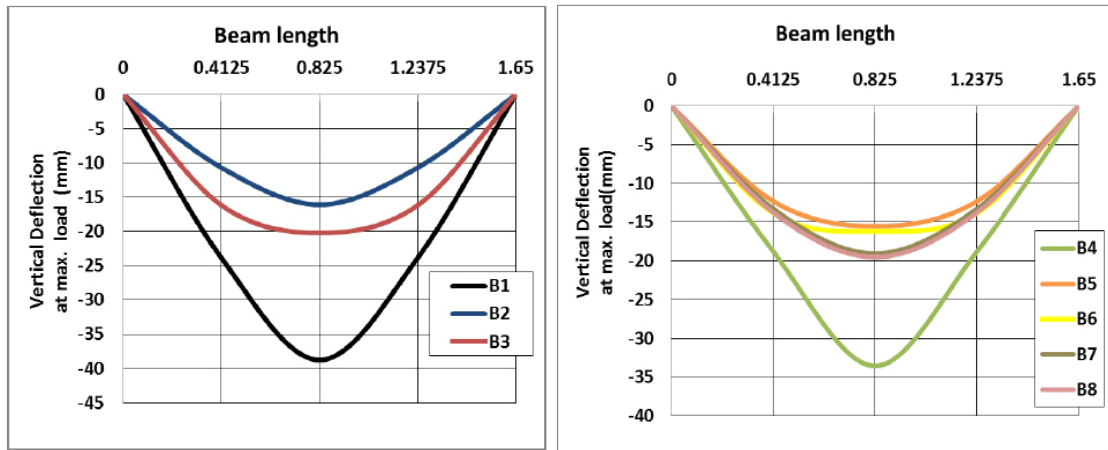 Beam length
0 0.4125 0.825 1.2375 1.65
0
-5
-10
-15
-20
-25
-30
-35
-40
-45
Vertical Deflection
at max. load (mm)
B1
B2
B3
Beam length
0 0.4125 0.825 1.2375 1.65
0
-5
-10
-15
-20
-25
-30
-35
-40
Vertical Deflection
at max. load(mm)
B4
B5
B6
B7
B8